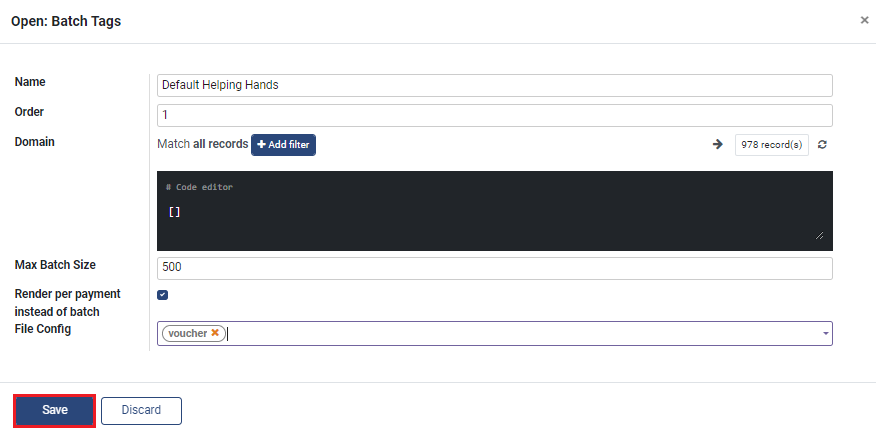 Open: Batch Tags ×
Name Default Helping Hands
Order 1
Domain Match all records + Add filter → 978 record(s)
# Code editor
[]
Max Batch Size 500
Render per payment
instead of batch
File Config voucher ×
Save Discard